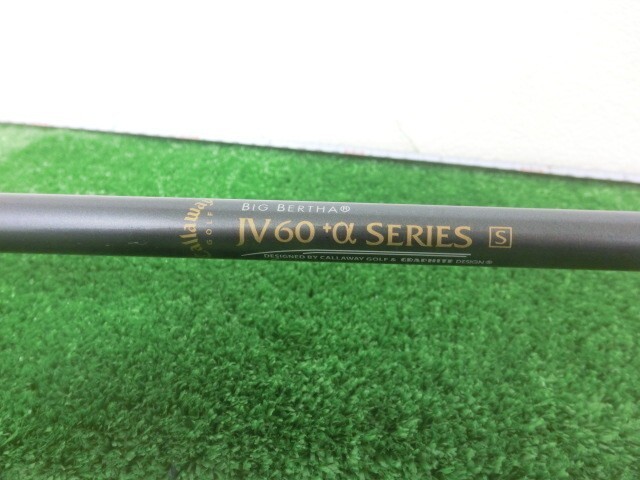 Callaway
GOLF
BIG BERTHA®
JV60 +α SERIES S
DESIGNED BY CALLAWAY GOLF & GRAPHITE DESIGN®